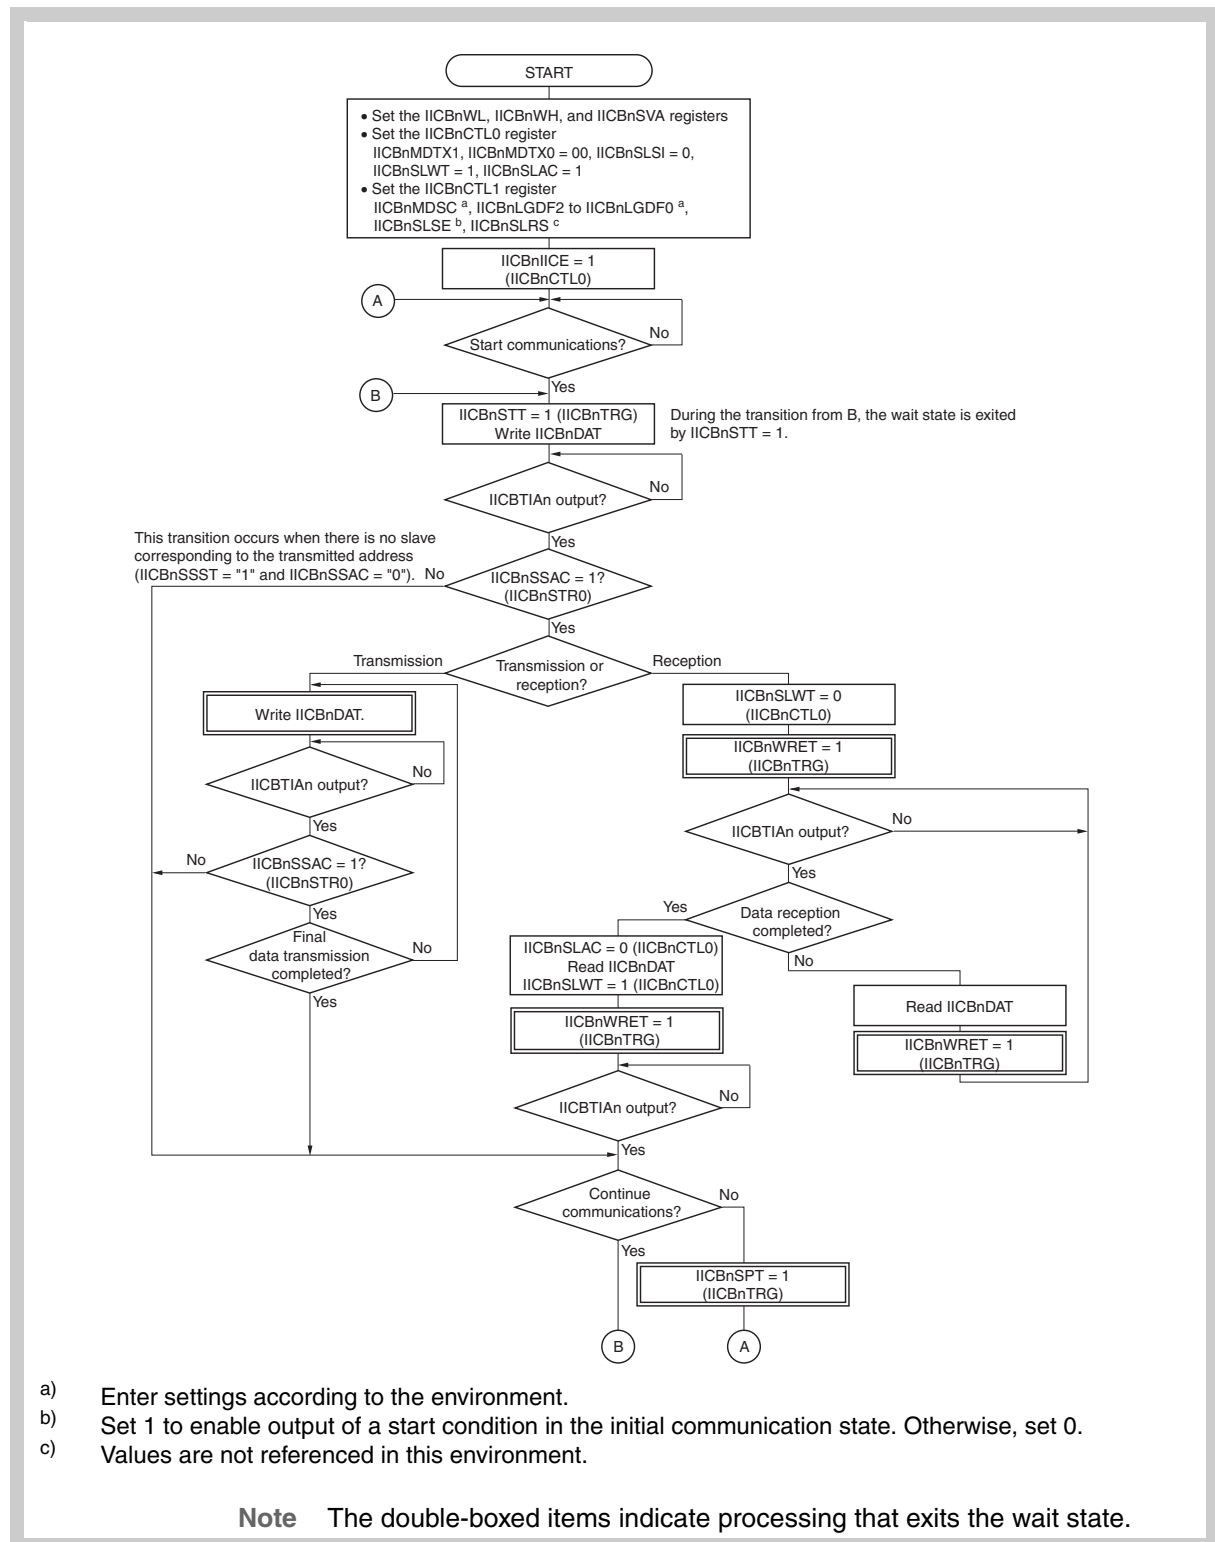 START
• Set the IICBnWL, IICBnWH, and IICBnSVA registers
• Set the IICBnCTL0 register
IICBnMDTX1, IICBnMDTX0 = 00, IICBnSLSI = 0,
IICBnSLWT = 1, IICBnSLAC = 1
• Set the IICBnCTL1 register
IICBnMDSC a, IICBnLGDF2 to IICBnLGDF0 a,
IICBnSLSE b, IICBnSLRS c
IICBnIICE = 1
(IICBnCTL0)
A
Start communications?
No
Yes
B
IICBnSTT = 1 (IICBnTRG)
Write IICBnDAT
During the transition from B, the wait state is exited
by IICBnSTT = 1.
IICBTIAn output?
No
Yes
This transition occurs when there is no slave
corresponding to the transmitted address
(IICBnSSST = "1" and IICBnSSAC = "0").
No
IICBnSSAC = 1?
(IICBnSTR0)
Yes
Transmission
Transmission or
reception?
Reception
Write IICBnDAT.
IICBTIAn output?
No
Yes
No
IICBnSSAC = 1?
(IICBnSTR0)
Yes
Final
data transmission
completed?
No
Yes
IICBnSLWT = 0
(IICBnCTL0)
IICBnWRET = 1
(IICBnTRG)
IICBTIAn output?
No
Yes
Data reception
completed?
Yes
No
IICBnSLAC = 0 (IICBnCTL0)
Read IICBnDAT
IICBnSLWT = 1 (IICBnCTL0)
IICBnWRET = 1
(IICBnTRG)
Read IICBnDAT
IICBnWRET = 1
(IICBnTRG)
IICBTIAn output?
No
Yes
Continue
communications?
No
Yes
IICBnSPT = 1
(IICBnTRG)
B
A
a) Enter settings according to the environment.
b) Set 1 to enable output of a start condition in the initial communication state. Otherwise, set 0.
c) Values are not referenced in this environment.
Note The double-boxed items indicate processing that exits the wait state.